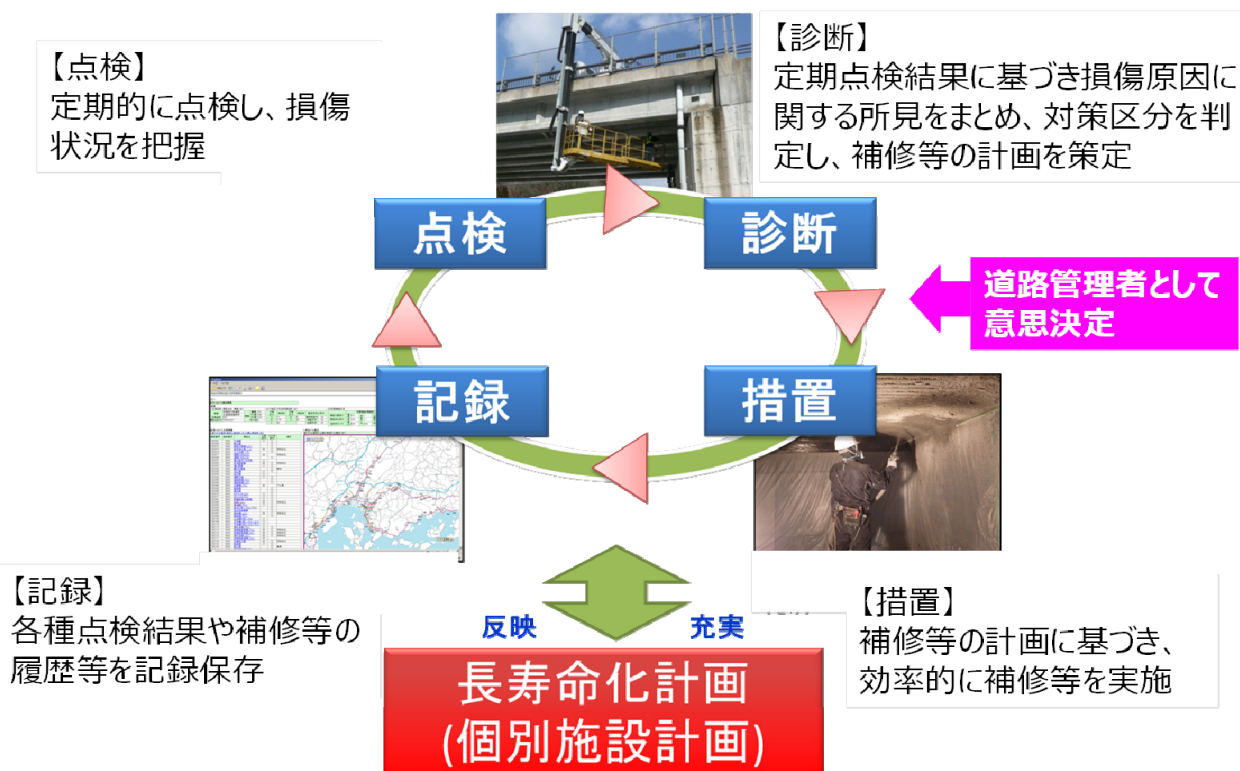 【点検】
定期的に点検し、損傷
状況を把握
【診断】
定期点検結果に基づき損傷原因に
関する所見をまとめ、対策区分を判
定し、補修等の計画を策定
点検
診断
道路管理者として
意思決定
記録
措置
【記録】
各種点検結果や補修等の
履歴等を記録保存
【措置】
補修等の計画に基づき、
効率的に補修等を実施
反映
充実
長寿命化計画
(個別施設計画)